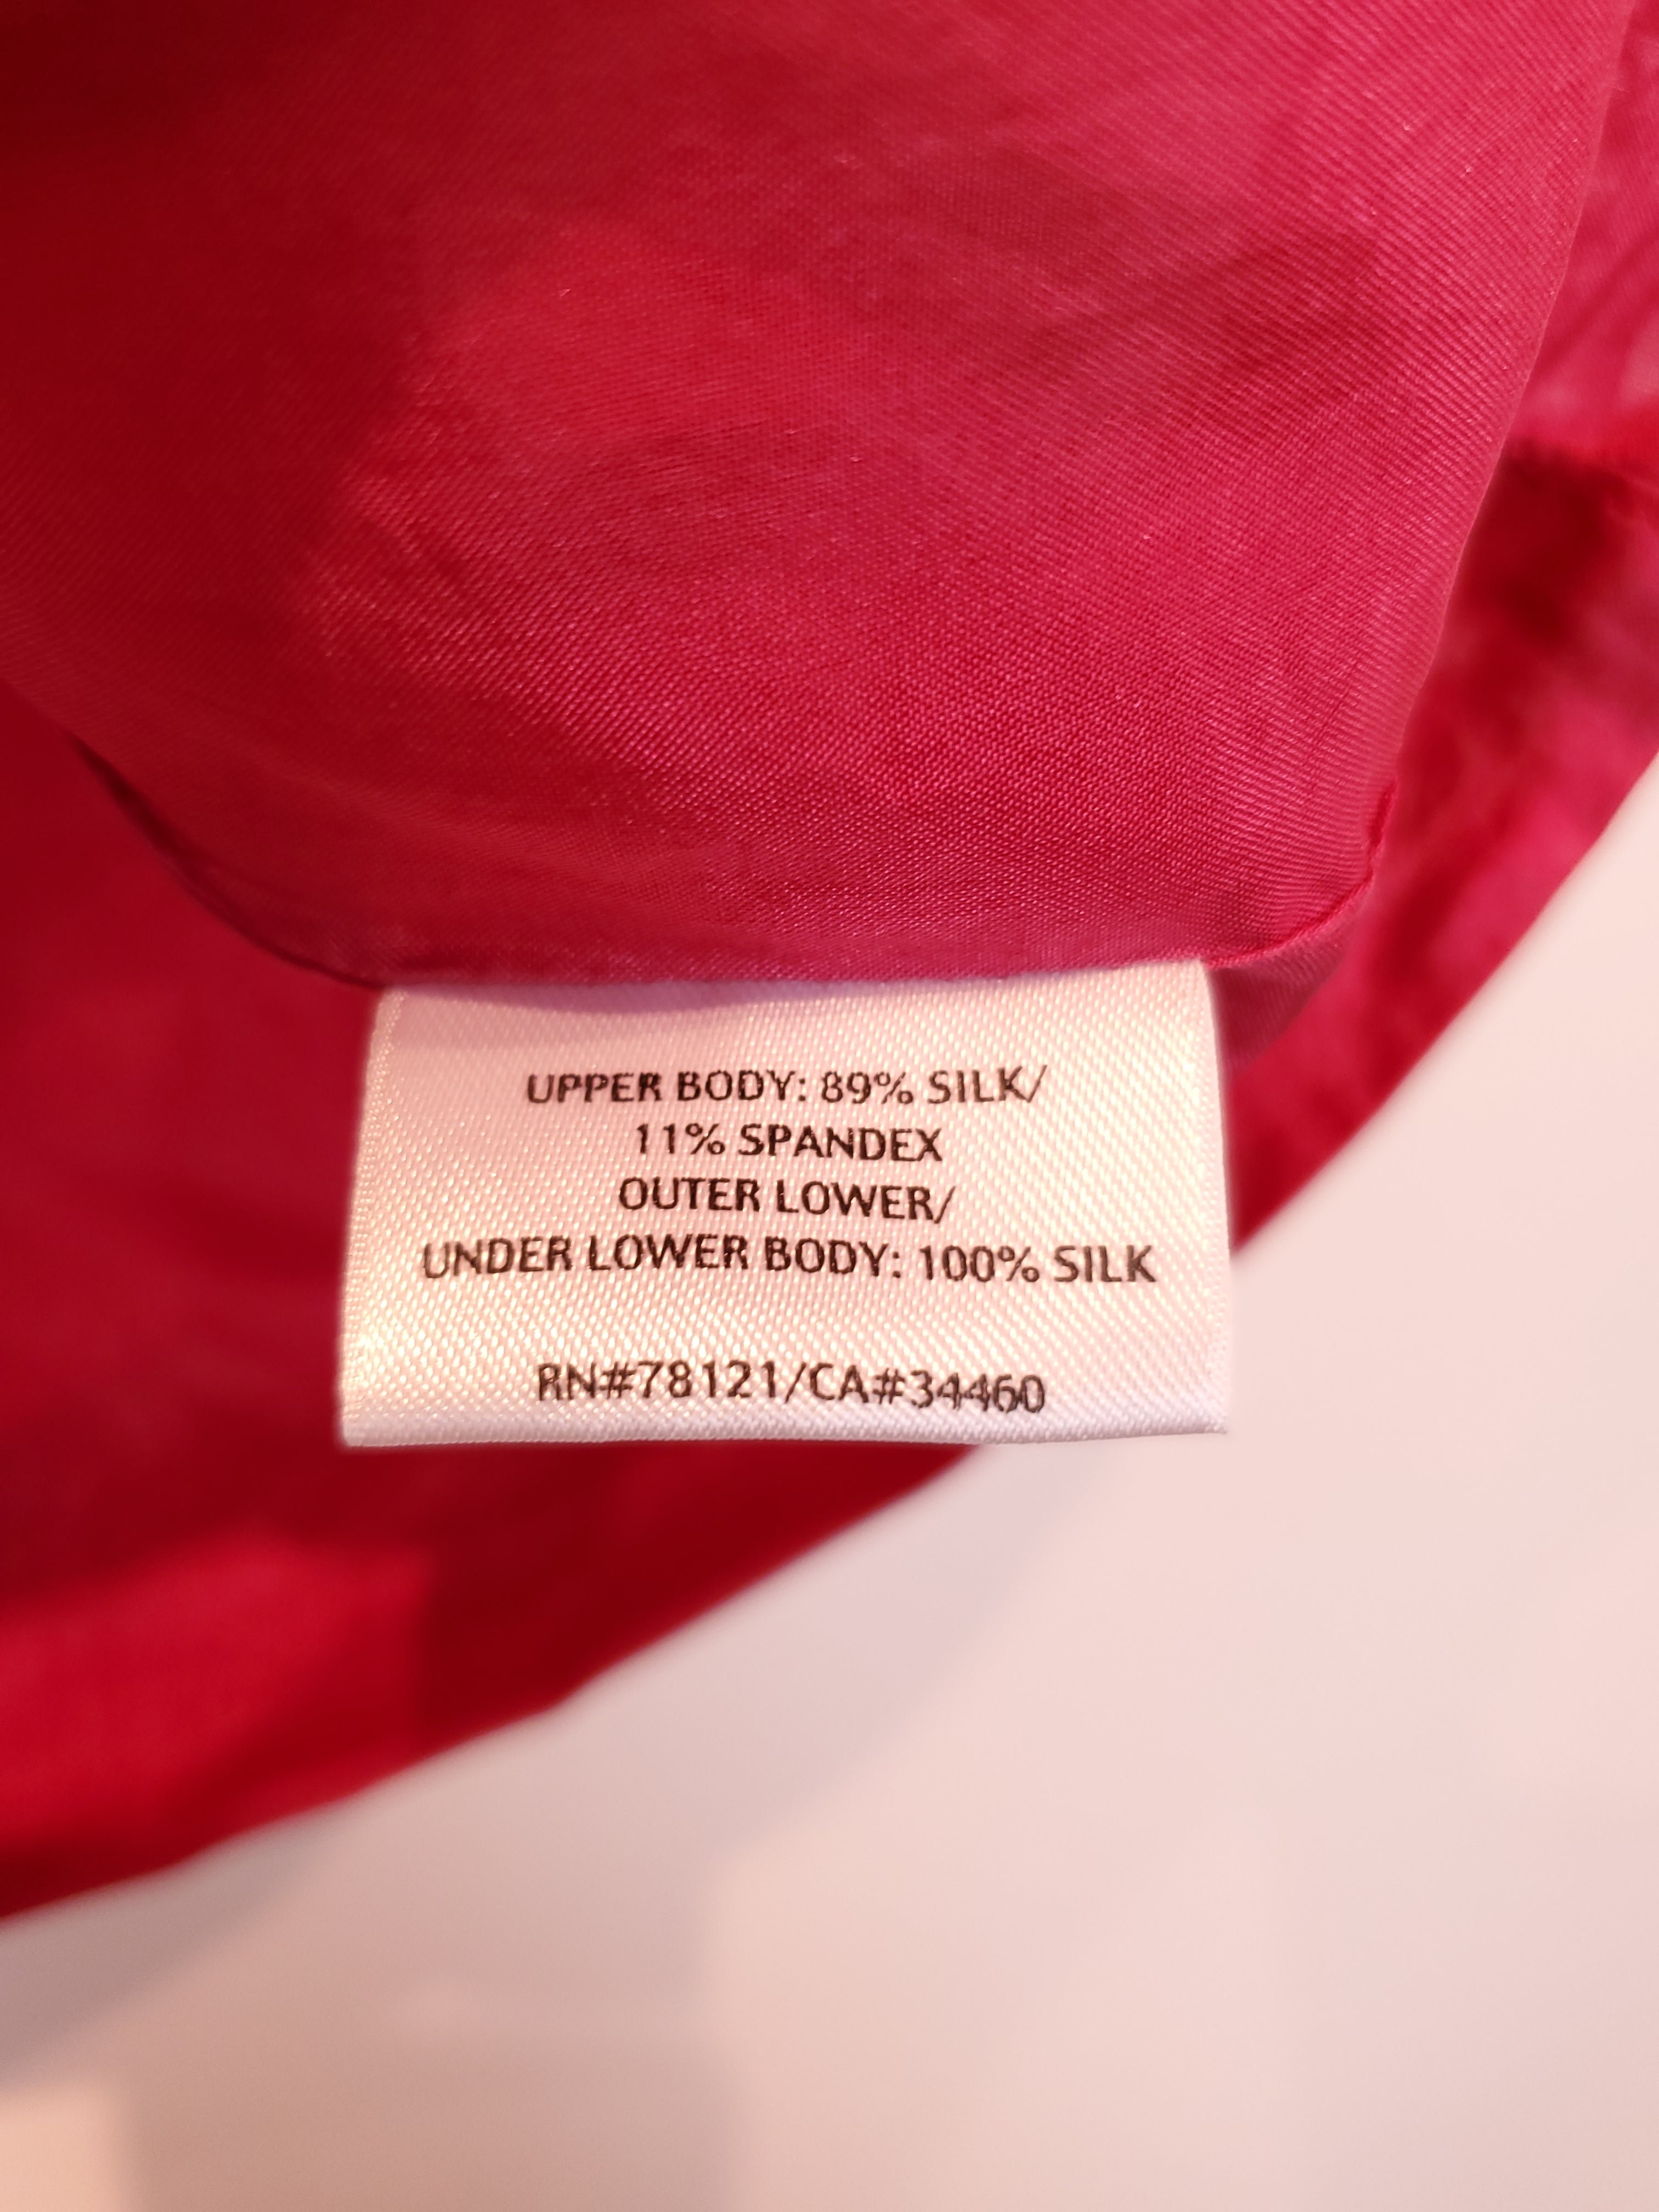 UPPER BODY: 89% SILK/
11% SPANDEX
OUTER LOWER/
UNDER LOWER BODY: 100% SILK
RN#78121/CA#34460